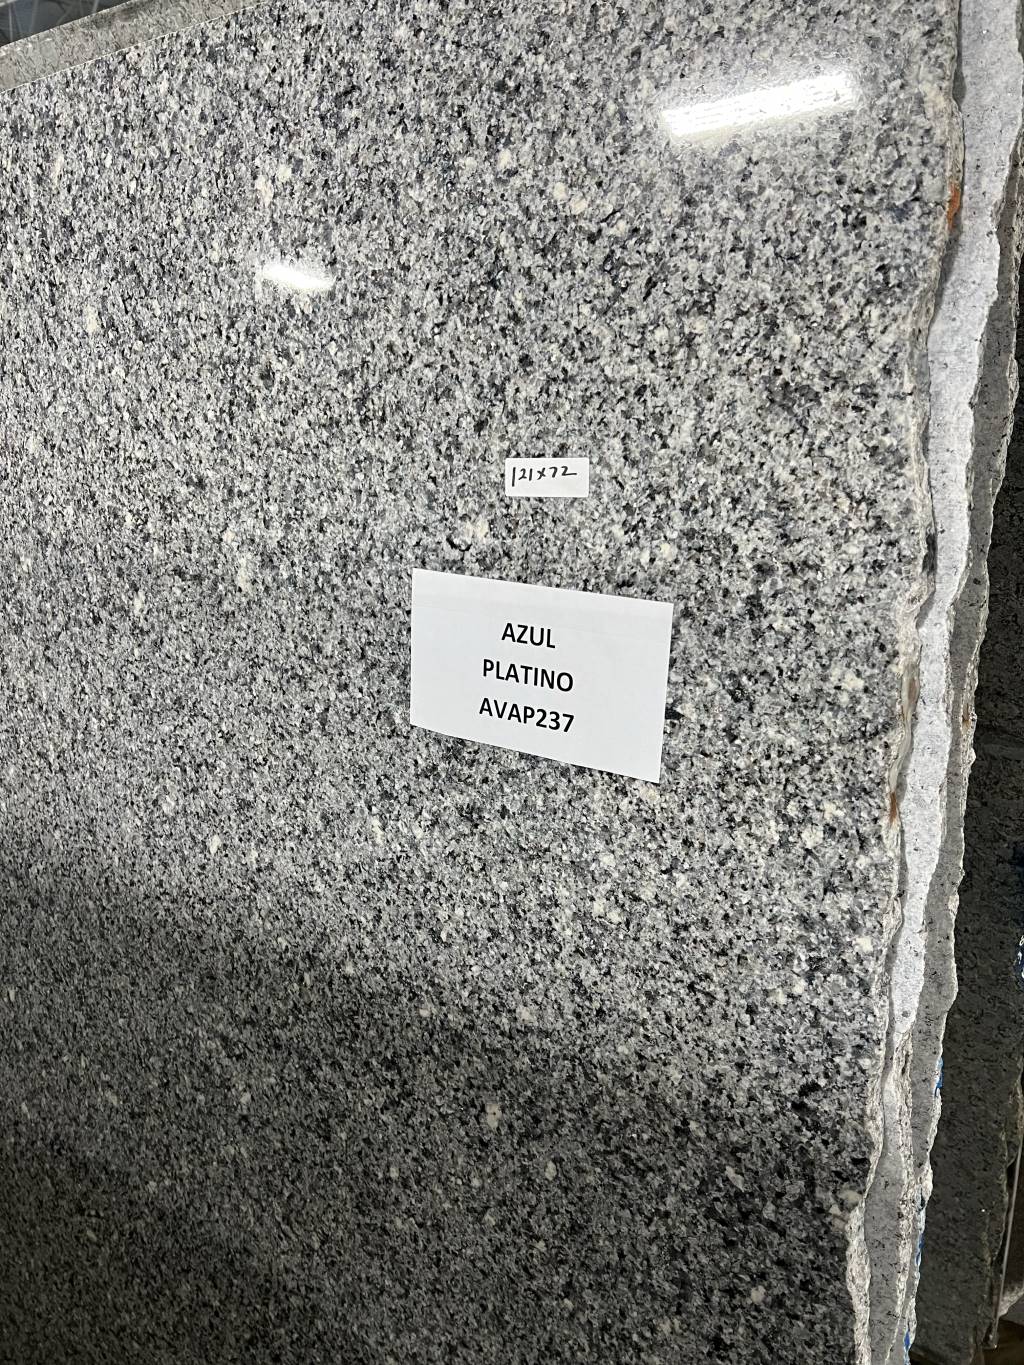 121x72
AZUL
PLATINO
AVAP237